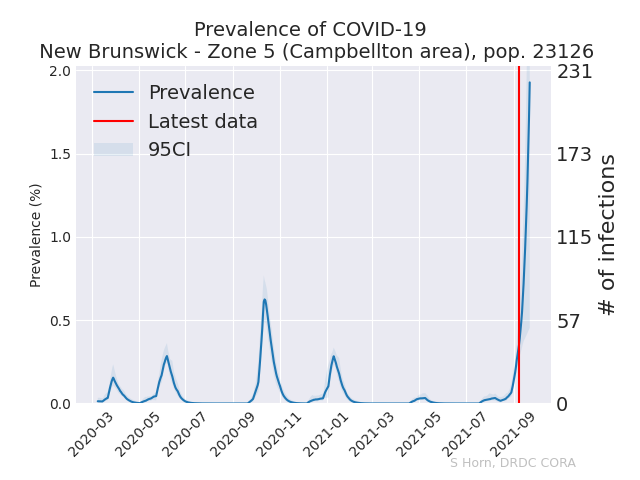 Prevalence of COVID-19
New Brunswick - Zone 5 (Campbellton area), pop. 23126
Prevalence
Latest data
95CI
2.0
1.5
1.0
0.5
0.0
Prevalence (%)
231
173
115
57
0
# of infections
2020-03
2020-05
2020-07
2020-09
2020-11
2021-01
2021-03
2021-05
2021-07
2021-09
S Horn, DRDC CORA